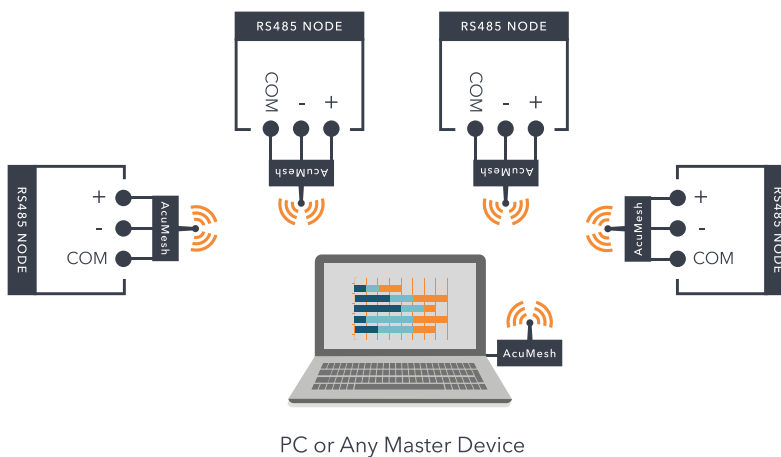 RS485 NODE
COM - +
AcuMesh
RS485 NODE
COM - +
AcuMesh
RS485 NODE
+
-
COM
AcuMesh
AcuMesh
+
-
COM
RS485 NODE
AcuMesh
PC or Any Master Device